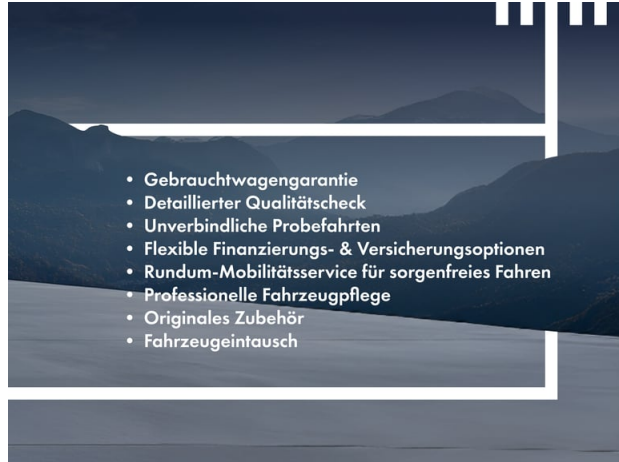 • Gebrauchtwagengarantie
• Detaillierter Qualitätscheck
• Unverbindliche Probefahrten
• Flexible Finanzierungs- & Versicherungsoptionen
• Rundum-Mobilitätsservice für sorgenfreies Fahren
• Professionelle Fahrzeugpflege
• Originales Zubehör
• Fahrzeugeintausch